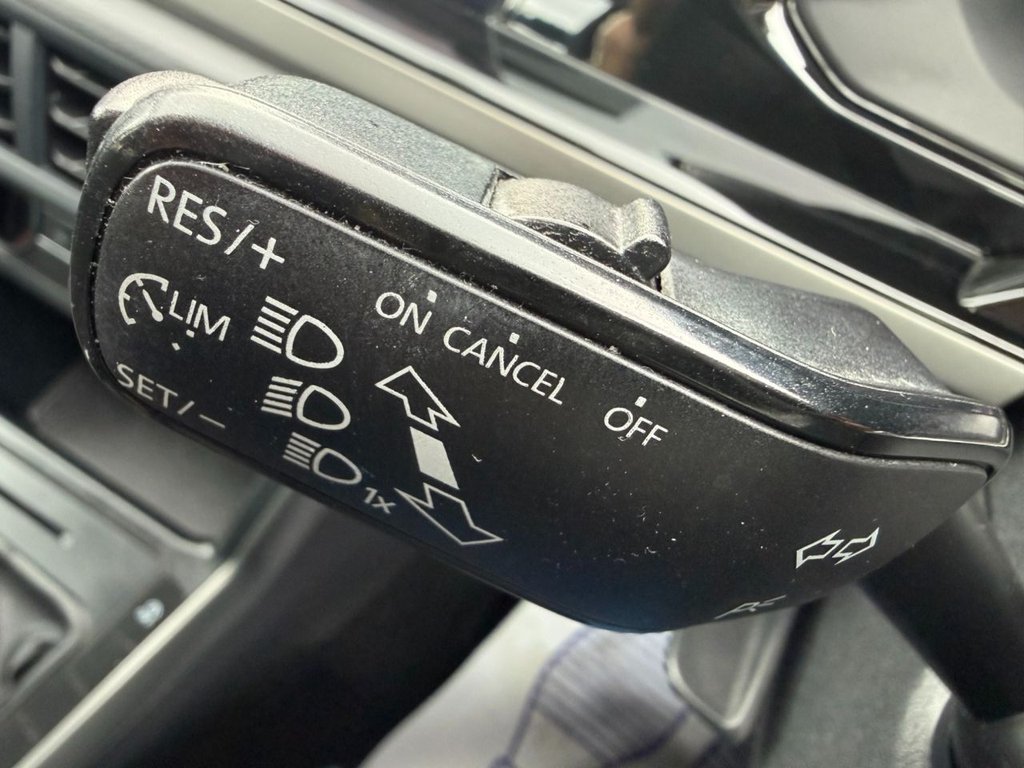 RES/+
ON CANCEL OFF
LIM
SET/—
1x